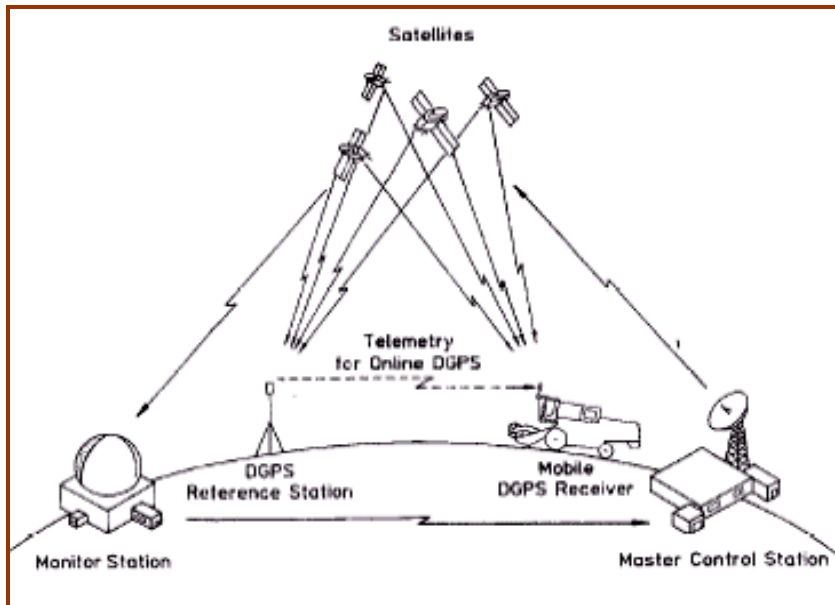 Satellites
Telemetry
for Online DGPS
DGPS
Reference Station
Mobile
DGPS Receiver
Monitor Station
Master Control Station